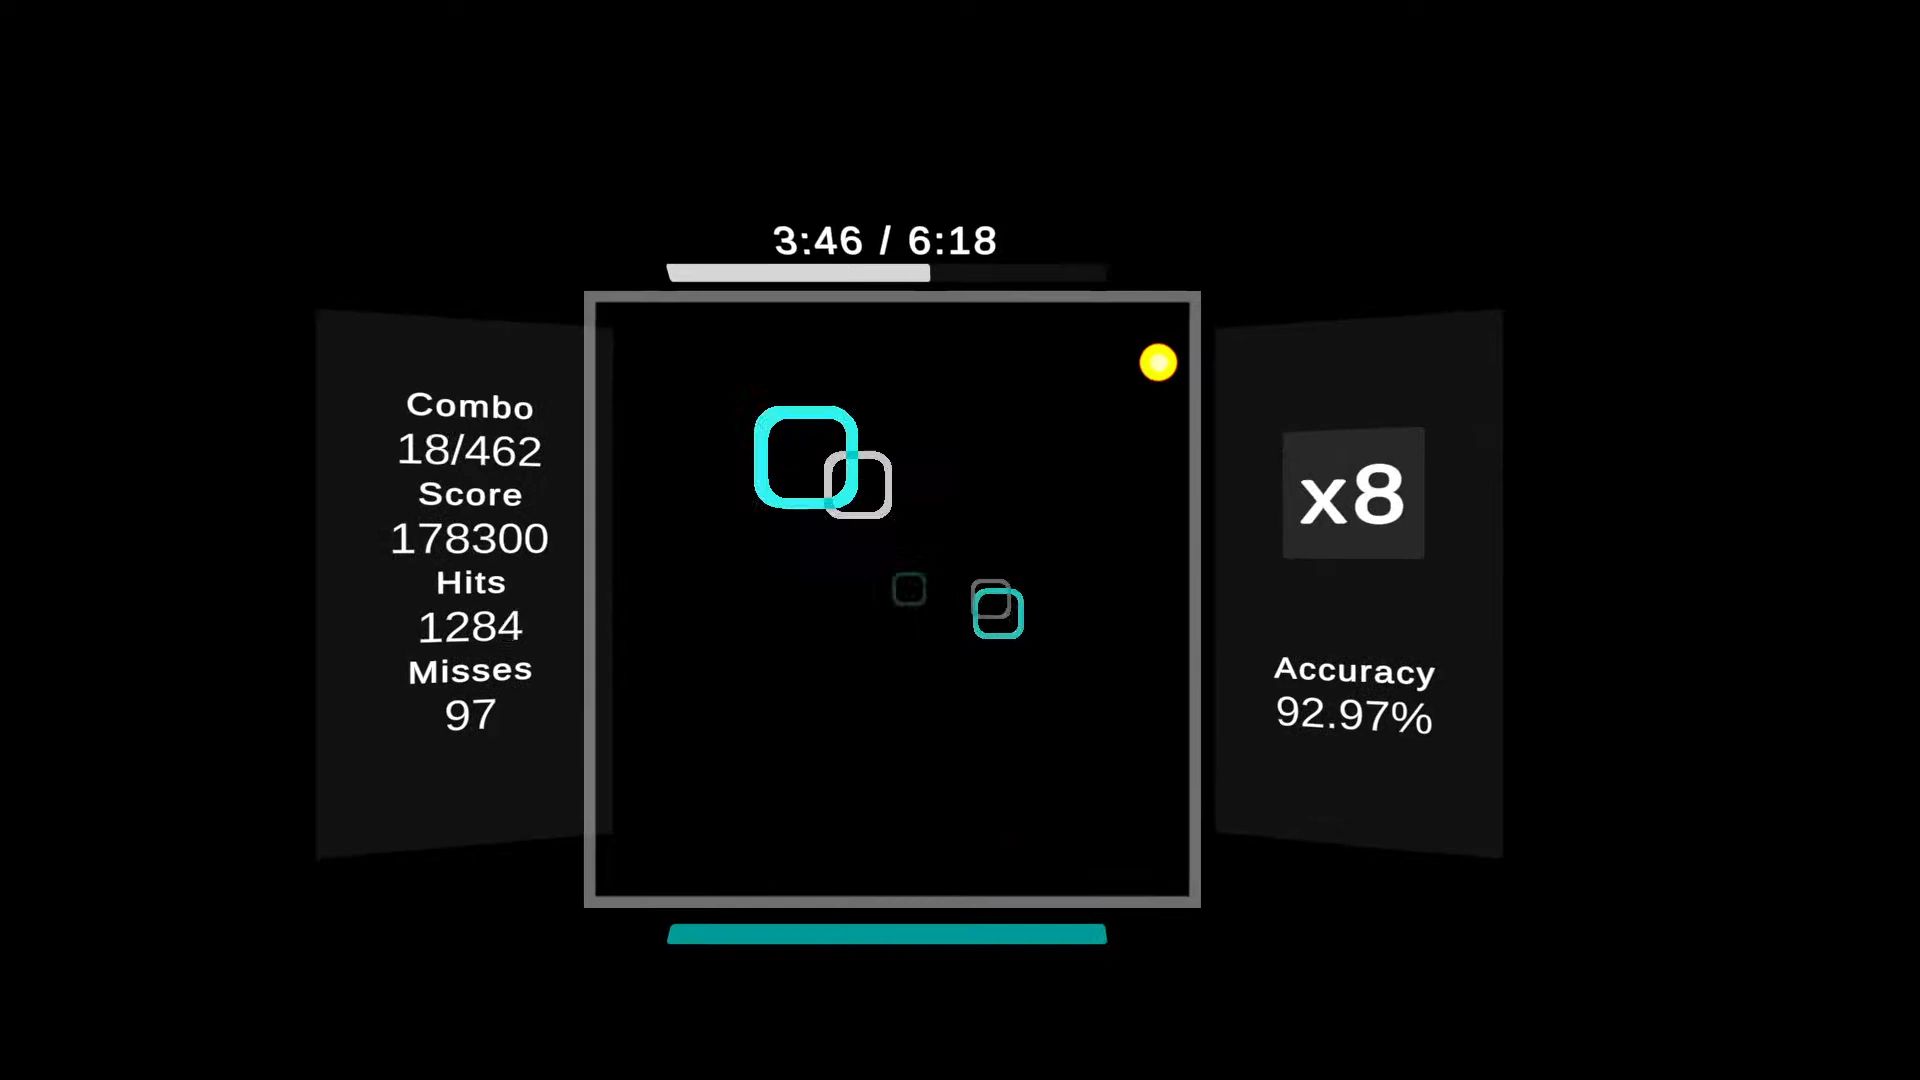 3:46 / 6:18
Combo
18/462
Score
178300
Hits
1284
Misses
97
x8
Accuracy
92.97%